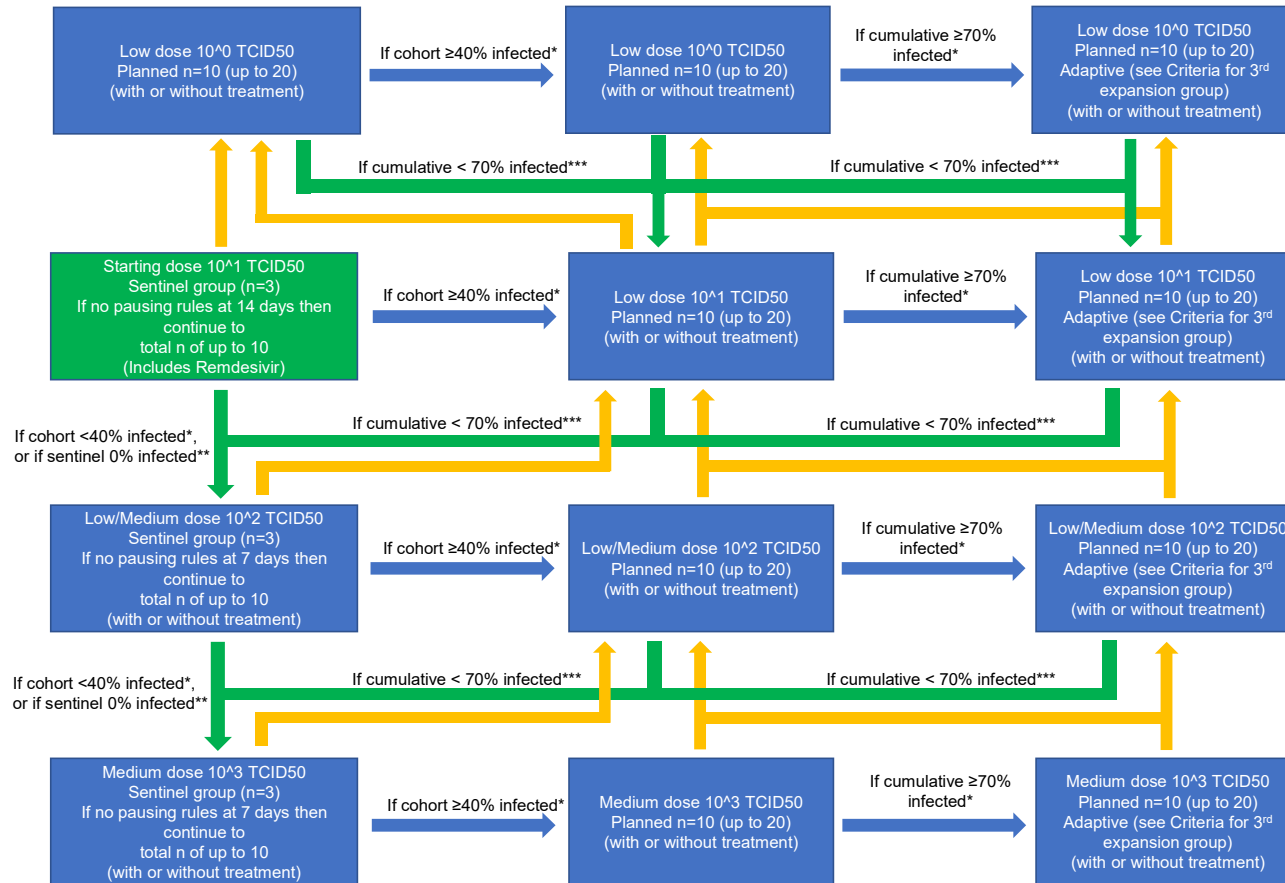 Low dose 10^0 TCID50
Planned n=10 (up to 20)
(with or without treatment)
If cohort ≥40% infected*
Low dose 10^0 TCID50
Planned n=10 (up to 20)
(with or without treatment)
If cumulative ≥70%
infected*
Low dose 10^0 TCID50
Planned n=10 (up to 20)
Adaptive (see Criteria for 3rd
expansion group)
(with or without treatment)
If cumulative < 70% infected***
If cumulative < 70% infected***
Starting dose 10^1 TCID50
Sentinel group (n=3)
If no pausing rules at 14 days then
continue to
total n of up to 10
(Includes Remdesivir)
If cohort ≥40% infected*
Low dose 10^1 TCID50
Planned n=10 (up to 20)
(with or without treatment)
If cumulative ≥70%
infected*
Low dose 10^1 TCID50
Planned n=10 (up to 20)
Adaptive (see Criteria for 3rd
expansion group)
(with or without treatment)
If cohort <40% infected*,
or if sentinel 0% infected**
If cumulative < 70% infected***
If cumulative < 70% infected***
Low/Medium dose 10^2 TCID50
Sentinel group (n=3)
If no pausing rules at 7 days then
continue to
total n of up to 10
(with or without treatment)
If cohort ≥40% infected*
Low/Medium dose 10^2 TCID50
Planned n=10 (up to 20)
(with or without treatment)
If cumulative ≥70%
infected*
Low/Medium dose 10^2 TCID50
Planned n=10 (up to 20)
Adaptive (see Criteria for 3rd
expansion group)
(with or without treatment)
If cohort <40% infected*,
or if sentinel 0% infected**
If cumulative < 70% infected***
If cumulative < 70% infected***
Medium dose 10^3 TCID50
Sentinel group (n=3)
If no pausing rules at 7 days then
continue to
total n of up to 10
(with or without treatment)
If cohort ≥40% infected*
Medium dose 10^3 TCID50
Planned n=10 (up to 20)
(with or without treatment)
If cumulative ≥70%
infected*
Medium dose 10^3 TCID50
Planned n=10 (up to 20)
Adaptive (see Criteria for 3rd
expansion group)
(with or without treatment)